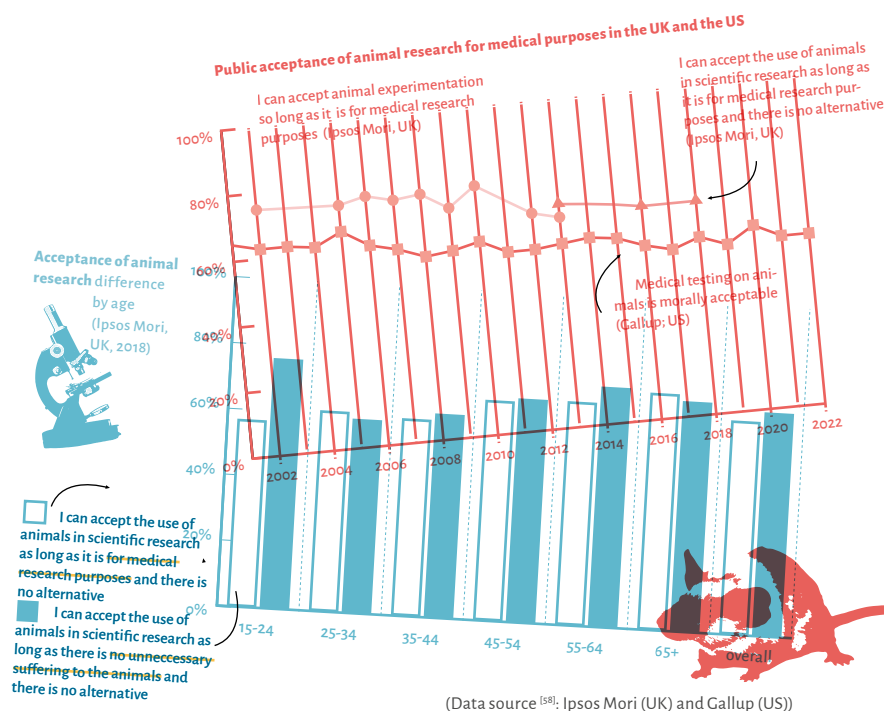 Public acceptance of animal research for medical purposes in the UK and the US
I can accept animal experimentation
so long as it is for medical research
purposes (Ipsos Mori, UK)
I can accept the use of animals
in scientific research as long as
it is for medical research pur-
poses and there is no alternative
(Ipsos Mori, UK)
100%
80%
60%
40%
20%
0%
Medical testing on ani-
mals is morally acceptable
(Gallup; US)
2002
2004
2006
2008
2010
2012
2014
2016
2018
2020
2022
Acceptance of animal
research difference
by age
(Ipsos Mori,
UK, 2018)
100%
80%
60%
40%
20%
0%
I can accept the use of
animals in scientific research
as long as it is for medical
research purposes and there is
no alternative
I can accept the use of
animals in scientific research as
long as there is no unnecessary
suffering to the animals and
there is no alternative
15-24
25-34
35-44
45-54
55-64
65+
overall
(Data source [58]: Ipsos Mori (UK) and Gallup (US))